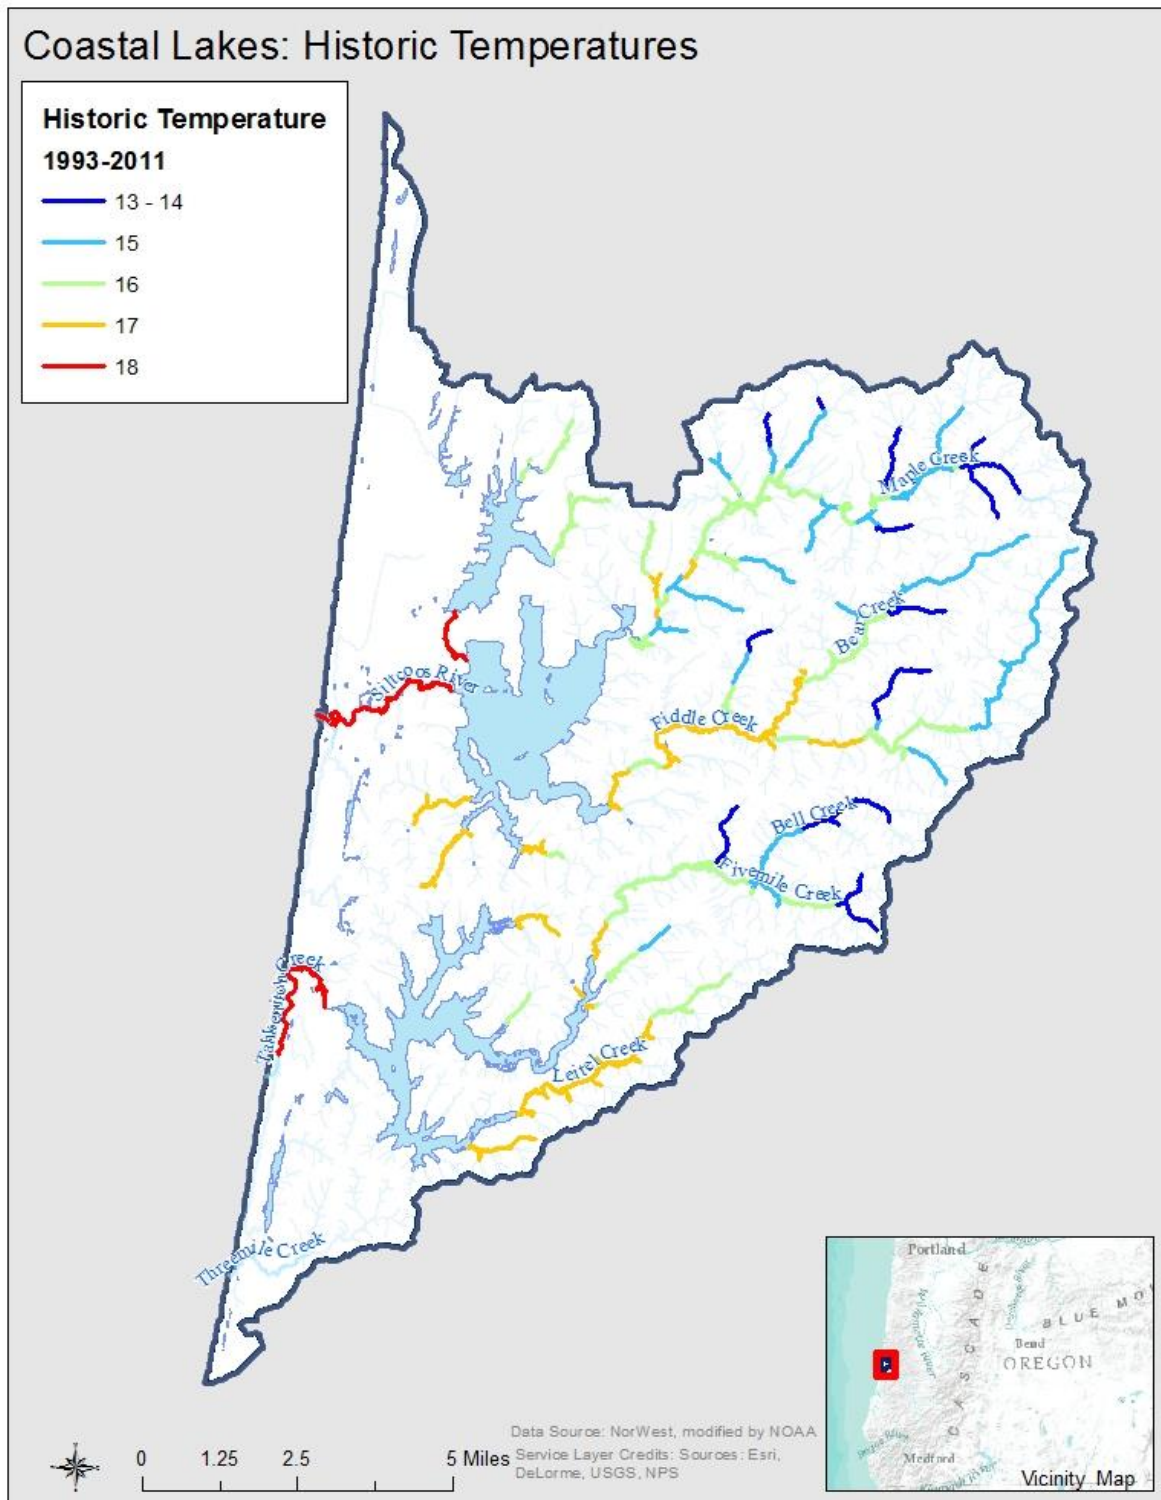 Coastal Lakes: Historic Temperatures
Historic Temperature
1993-2011
13 - 14
15
16
17
18
Maple Creek
Bear Creek
Siltcoos River
Fiddle Creek
Bell Creek
Fivemile Creek
Tahkenitch Creek
Leitel Creek
Threemile Creek
Portland
CASCADE
BLUE MO
Bend
OREGON
Medford
Vicinity Map
Data Source: NorWest, modified by NOAA
Service Layer Credits: Sources: Esri,
DeLorme, USGS, NPS
0 1.25 2.5 5 Miles